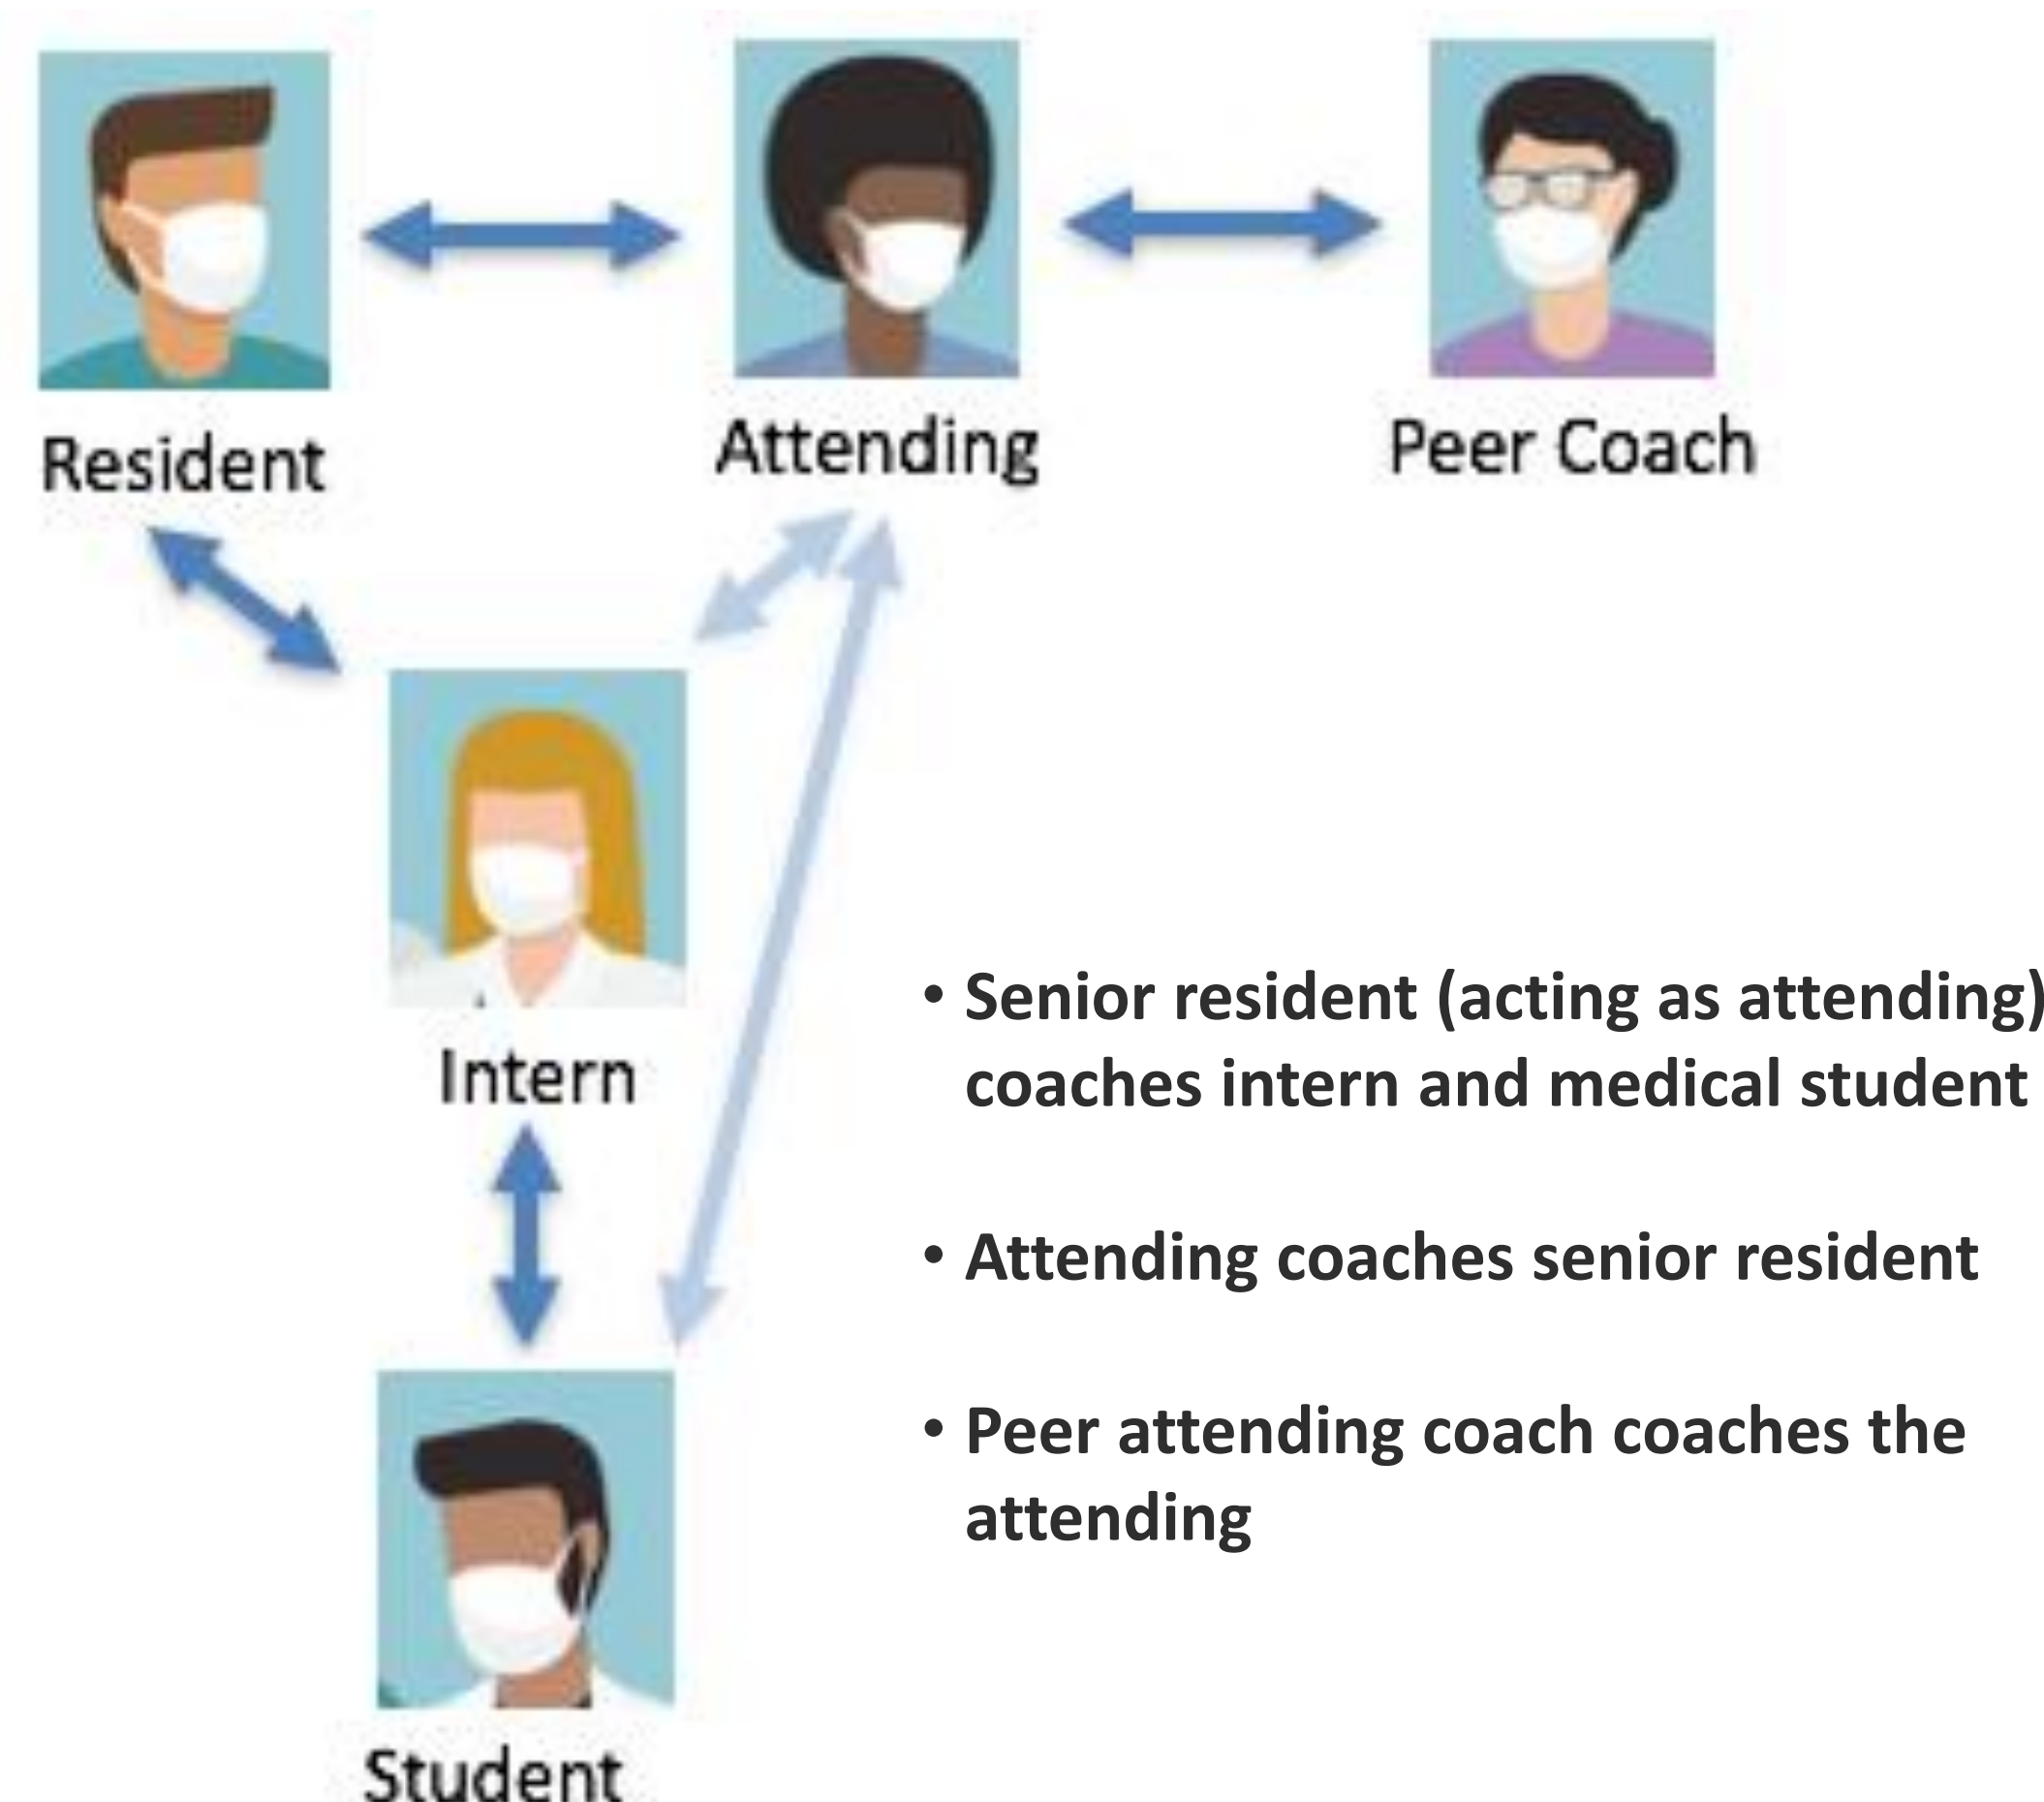 Resident
Attending
Peer Coach
Intern
• Senior resident (acting as attending)
coaches intern and medical student
• Attending coaches senior resident
• Peer attending coach coaches the
attending
Student